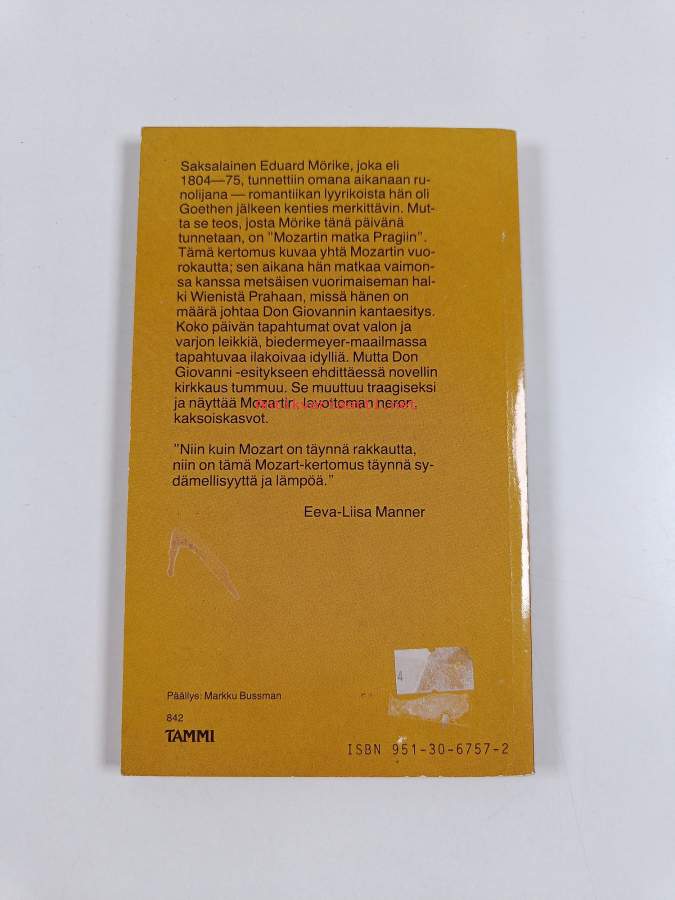 Saksalainen Eduard Mörike, joka eli
1804—75, tunnettiin omana aikanaan ru-
nolijana — romantiikan lyyrikoista hän oli
Goethen jälkeen kenties merkittävin. Mut-
ta se teos, josta Mörike tänä päivänä
tunnetaan, on "Mozartin matka Pragiin".
Tämä kertomus kuvaa yhtä Mozartin vuo-
rokautta; sen aikana hän matkaa vaimon-
sa kanssa metsäisen vuorimaiseman hal-
ki Wienistä Prahaan, missä hänen on
määrä johtaa Don Giovannin kantaesitys.
Koko päivän tapahtumat ovat valon ja
varjon leikkiä, biedermeyer-maailmassa
tapahtuvaa ilakoivaa idylliä. Mutta Don
Giovanni -esitykseen ehdittäessä novellin
kirkkaus tummuu. Se muuttuu traagiseksi
ja näyttää Mozartin, levottoman neron,
kaksoiskasvot.
"Niin kuin Mozart on täynnä rakkautta,
niin on tämä Mozart-kertomus täynnä sy-
dämellisyyttä ja lämpöä."
Eeva-Liisa Manner
4
Päällys: Markku Bussman
842
TAMMI
ISBN 951-30-6757-2